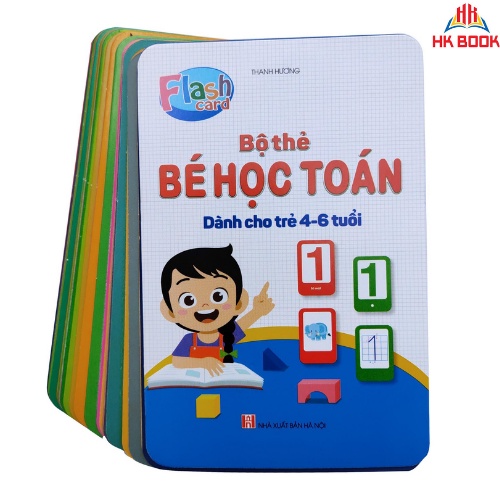 HK BOOK
THANH HƯƠNG
Flash
card
Bộ thẻ
BÉ HỌC TOÁN
Dành cho trẻ 4-6 tuổi
1
1
1
NHÀ XUẤT BẢN HÀ NỘI